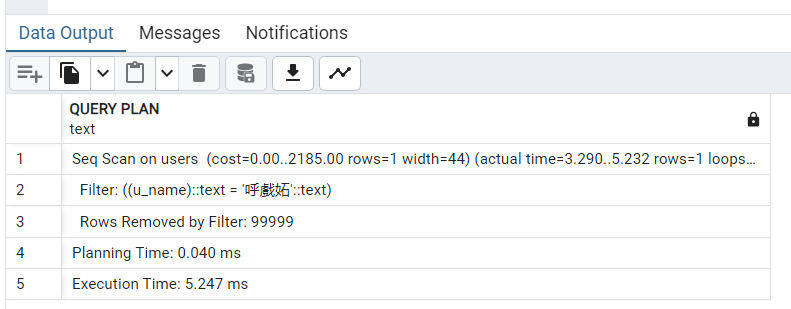 Data Output Messages Notifications
QUERY PLAN
text
1 Seq Scan on users (cost=0.00..2185.00 rows=1 width=44) (actual time=3.290..5.232 rows=1 loops…
2 Filter: ((u_name)::text = '呼戲妬'::text)
3 Rows Removed by Filter: 99999
4 Planning Time: 0.040 ms
5 Execution Time: 5.247 ms